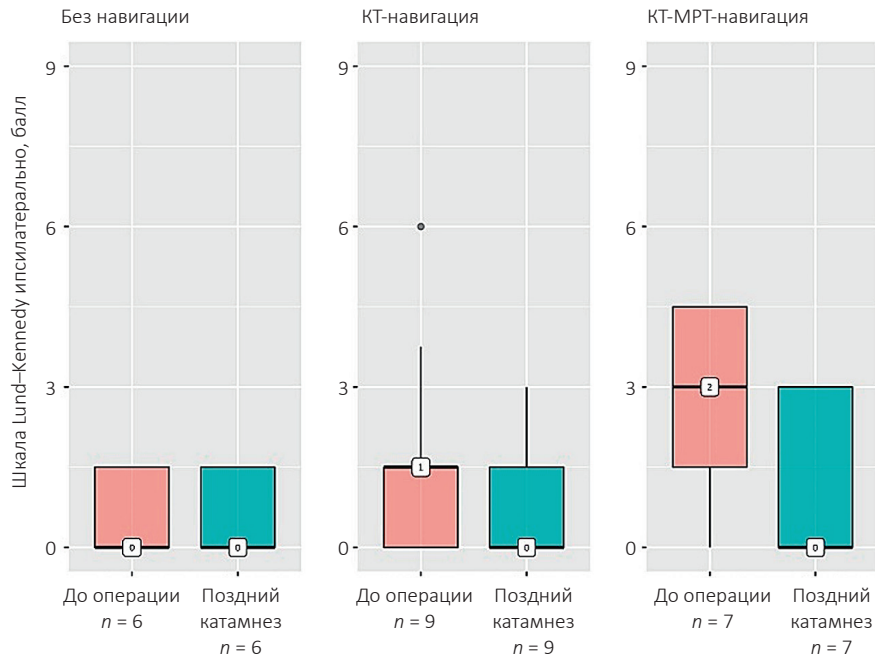 Без навигации
КТ-навигация
КТ-МРТ-навигация
Шкала Lund–Kennedy ипсилатерально, балл
9
6
3
0
0
0
До операции
n = 6
Поздний
катамнез
n = 6
9
6
3
0
1
0
До операции
n = 9
Поздний
катамнез
n = 9
9
6
3
0
2
0
До операции
n = 7
Поздний
катамнез
n = 7